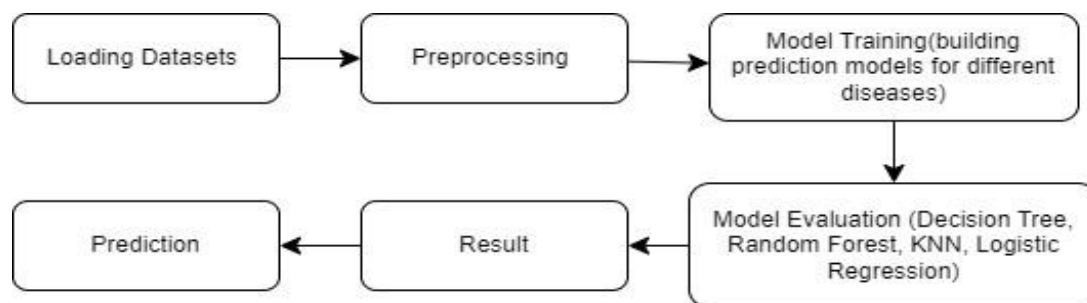 Loading Datasets
Preprocessing
Model Training(building
prediction models for different
diseases)
Model Evaluation (Decision Tree,
Random Forest, KNN, Logistic
Regression)
Result
Prediction